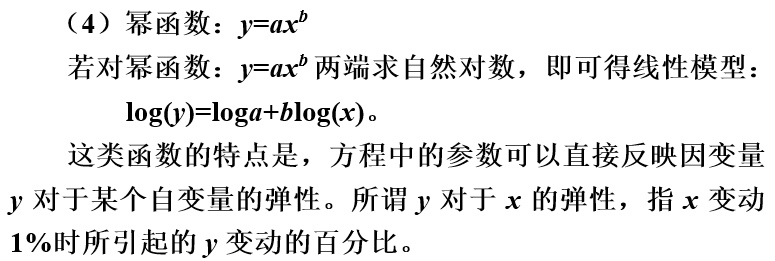 （4）幂函数：y=ax^b
若对幂函数：y=ax^b 两端求自然对数，即可得线性模型：
log(y)=loga+blog(x)。
这类函数的特点是，方程中的参数可以直接反映因变量
y 对于某个自变量的弹性。所谓 y 对于 x 的弹性，指 x 变动
1%时所引起的 y 变动的百分比。